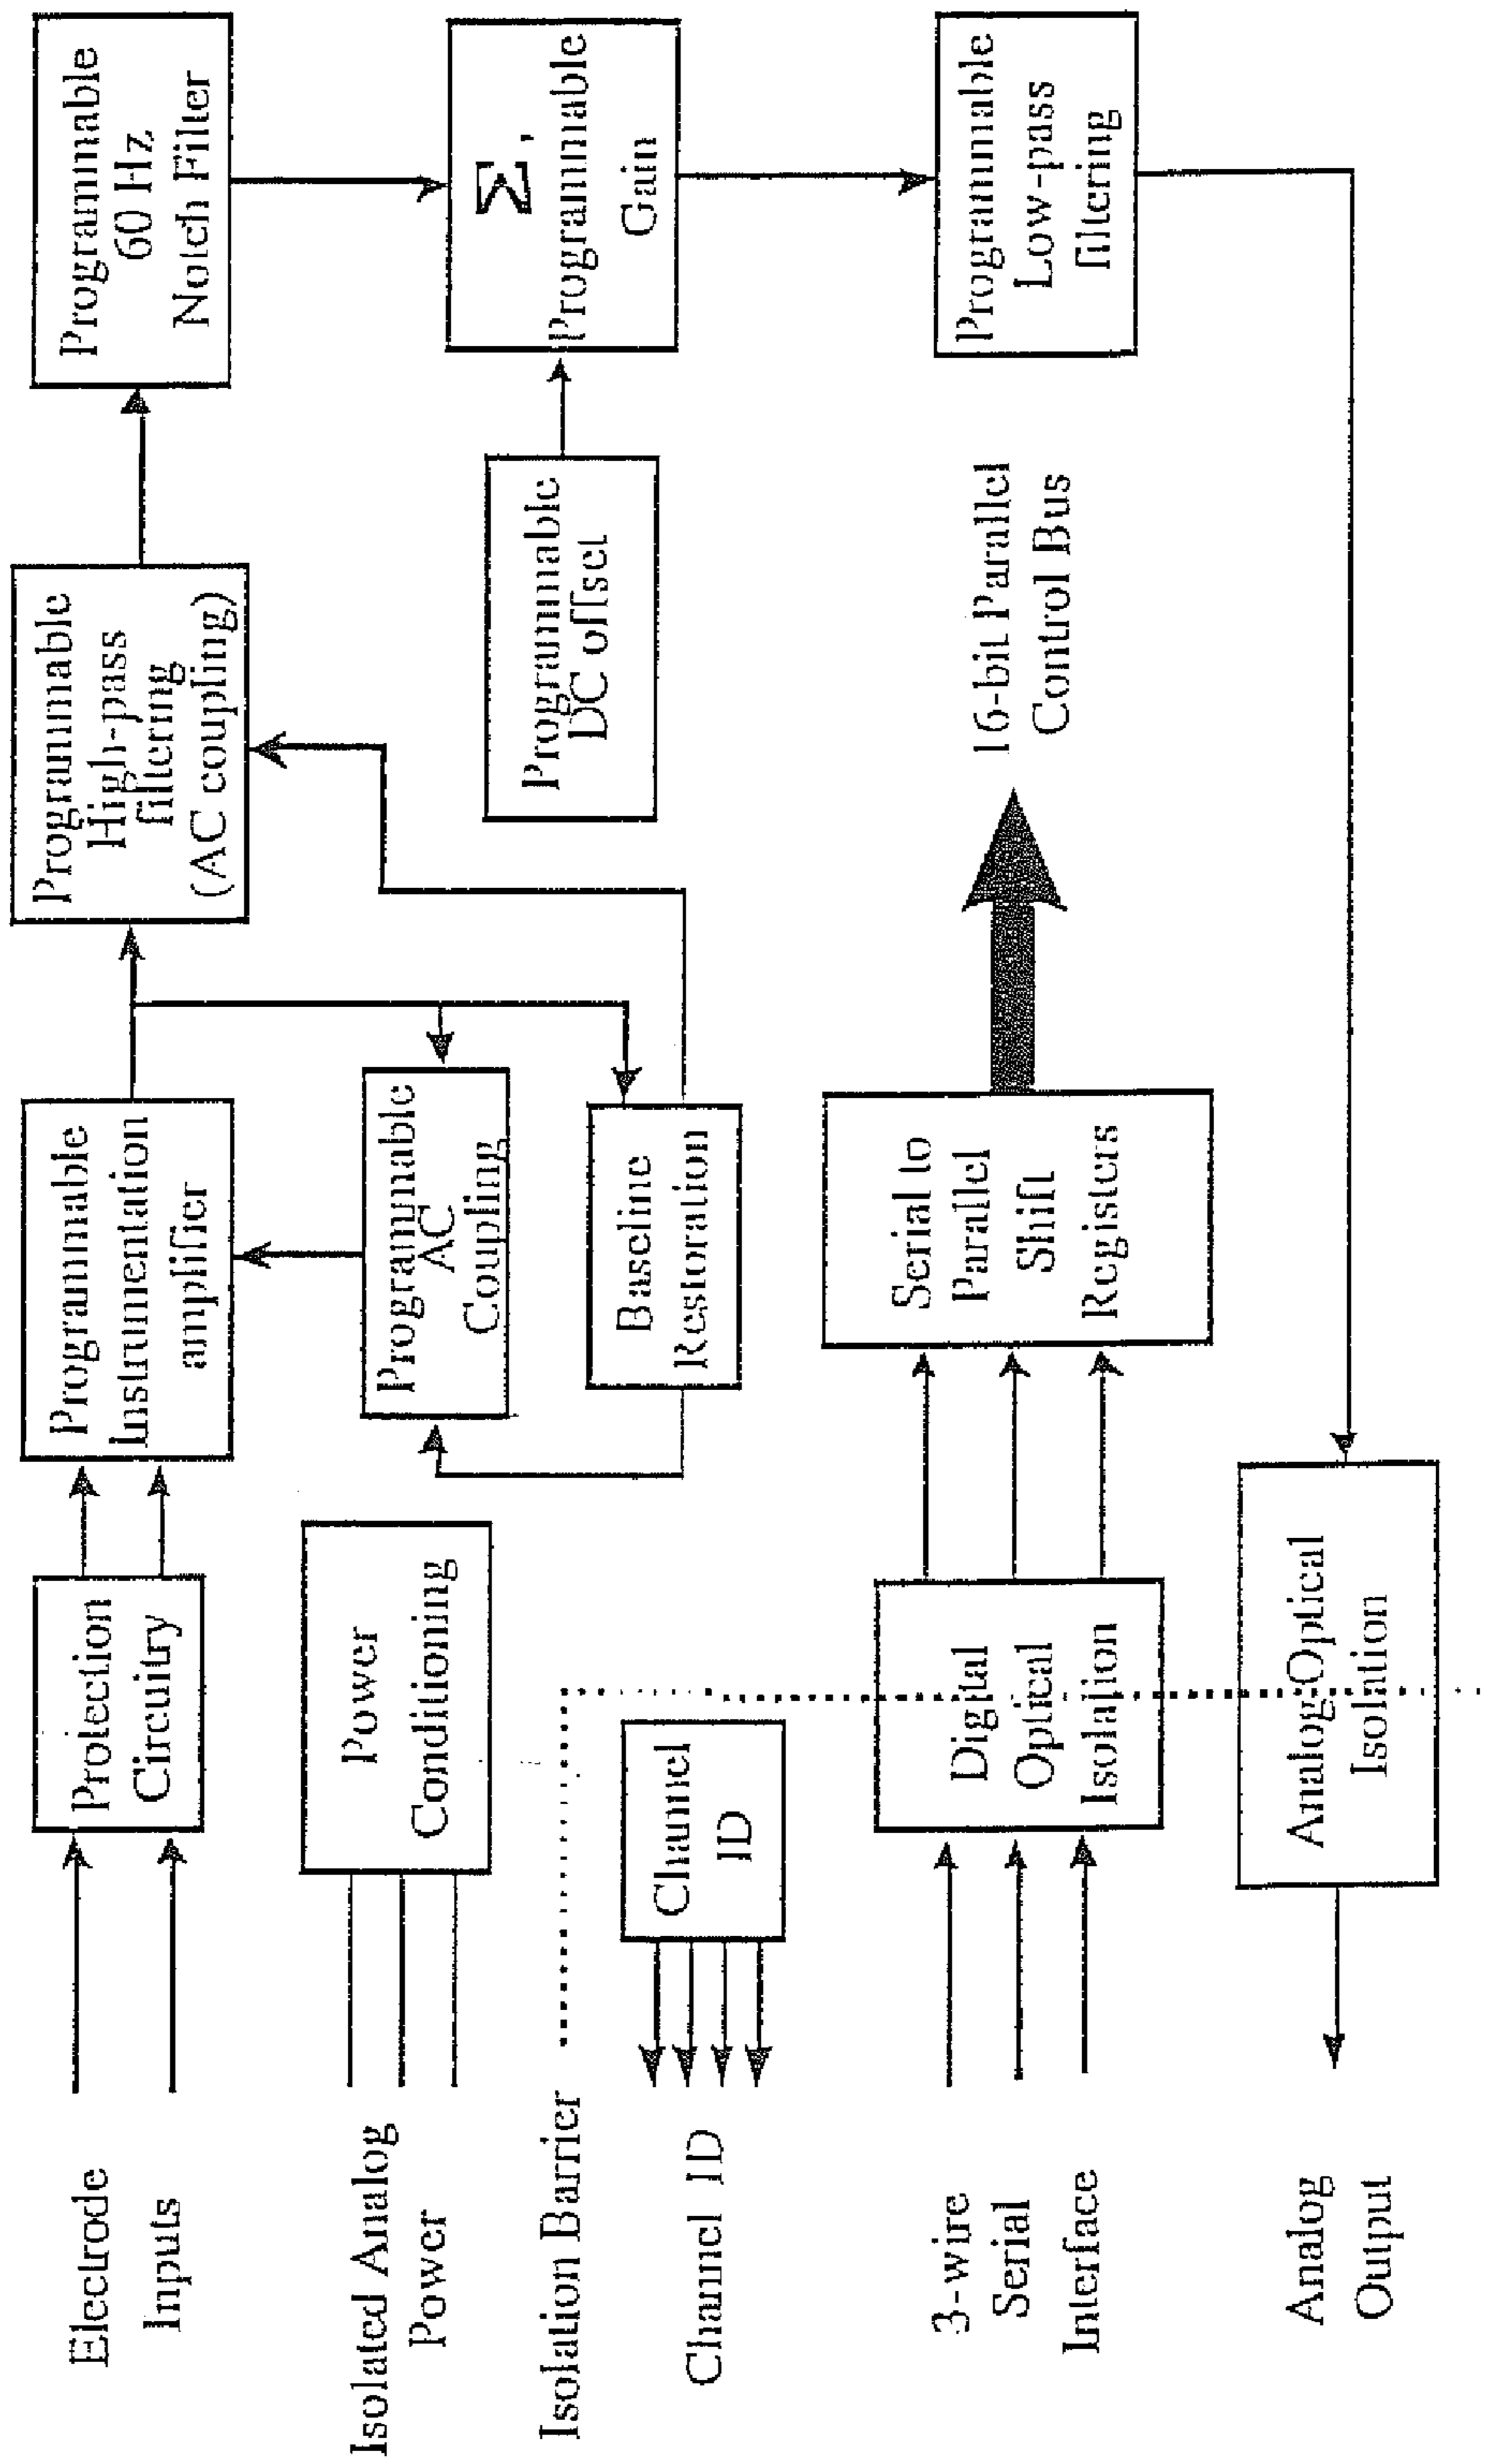 Electrode
Inputs
Protection
Circuitry
Programmable
Instrumentation
amplifier
Programmable
High-pass
filtering
(AC coupling)
Programmable
60 Hz
Notch Filter
Isolated Analog
Power
Power
Conditioning
Programmable
AC
Coupling
Programmable
DC offset
Σ,
Programmable
Gain
Isolation Barrier
Baseline
Restoration
Channel ID
Channel
ID
3-wire
Serial
Interface
Digital
Optical
Isolation
Serial to
Parallel
Shift
Registers
16-bit Parallel
Control Bus
Programmable
Low-pass
filtering
Analog
Output
Analog-Optical
Isolation